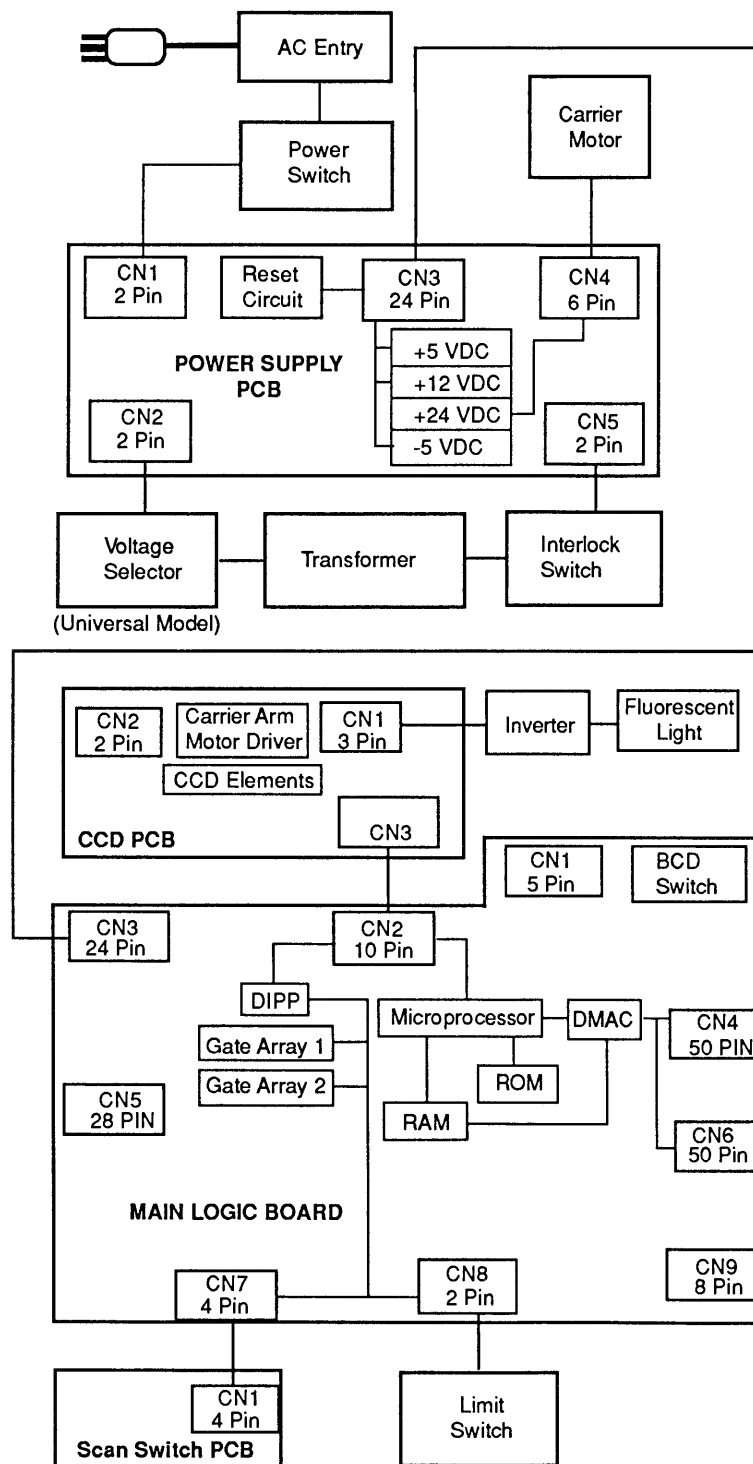 AC Entry
Carrier
Motor
Power
Switch
CN1
2 Pin
Reset
Circuit
CN3
24 Pin
CN4
6 Pin
+5 VDC
POWER SUPPLY
PCB
+12 VDC
+24 VDC
-5 VDC
CN2
2 Pin
CN5
2 Pin
Voltage
Selector
Transformer
Interlock
Switch
(Universal Model)
CN2
2 Pin
Carrier Arm
Motor Driver
CN1
3 Pin
Inverter
Fluorescent
Light
CCD Elements
CCD PCB
CN3
CN1
5 Pin
BCD
Switch
CN3
24 Pin
CN2
10 Pin
DIPP
Microprocessor
DMAC
CN4
50 PIN
Gate Array 1
Gate Array 2
ROM
CN5
28 PIN
RAM
CN6
50 Pin
MAIN LOGIC BOARD
CN7
4 Pin
CN8
2 Pin
CN9
8 Pin
CN1
4 Pin
Scan Switch PCB
Limit
Switch